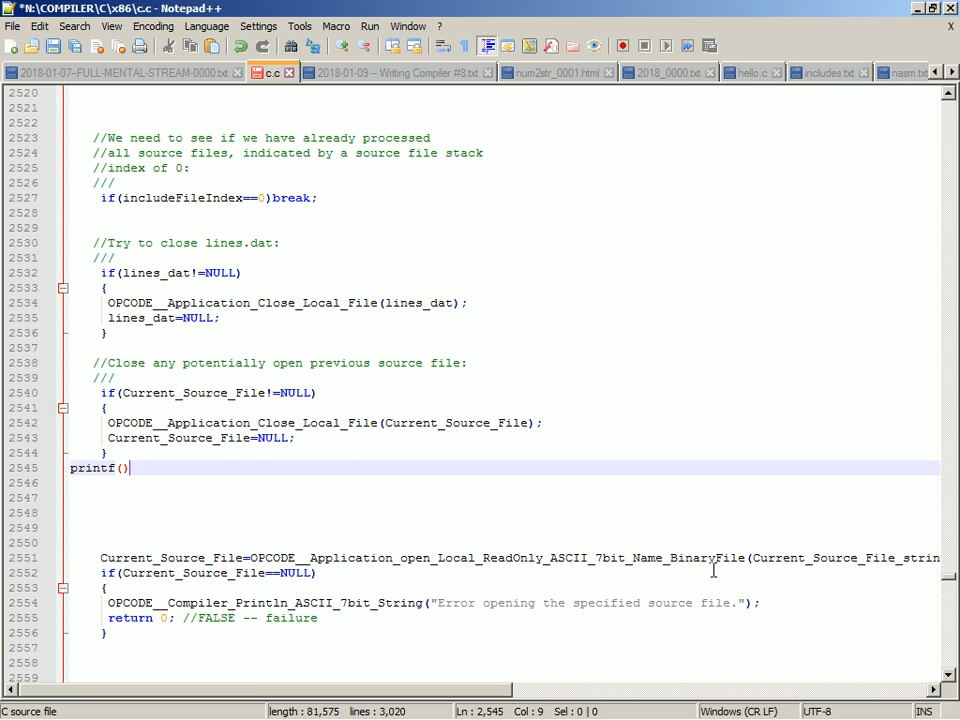 *N:\COMPILER\C\x86\c.c - Notepad++
File Edit Search View Encoding Language Settings Tools Macro Run Window ? X
2018-01-07-FULL-MENTAL-STREAM-0000.txt c.c 2018-01-09 -- Writing Compiler #8.txt num2str_0001.html 2018_0000.txt hello.c includes.txt nasm.tx
2520
2521
2522
2523 //We need to see if we have already processed
2524 //all source files, indicated by a source file stack
2525 //index of 0:
2526 ///
2527 if(includeFileIndex==0)break;
2528
2529
2530 //Try to close lines.dat:
2531 ///
2532 if(lines_dat!=NULL)
2533 {
2534 OPCODE__Application_Close_Local_File(lines_dat);
2535 lines_dat=NULL;
2536 }
2537
2538 //Close any potentially open previous source file:
2539 ///
2540 if(Current_Source_File!=NULL)
2541 {
2542 OPCODE__Application_Close_Local_File(Current_Source_File);
2543 Current_Source_File=NULL;
2544 }
2545 printf()
2546
2547
2548
2549
2550
2551 Current_Source_File=OPCODE__Application_open_Local_ReadOnly_ASCII_7bit_Name_BinaryFile(Current_Source_File_strin
2552 if(Current_Source_File==NULL)
2553 {
2554 OPCODE__Compiler_Println_ASCII_7bit_String("Error opening the specified source file.");
2555 return 0; //FALSE -- failure
2556 }
2557
2558
2559
C source file length : 81,575 lines : 3,020 Ln : 2,545 Col : 9 Sel : 0 | 0 Windows (CR LF) UTF-8 INS